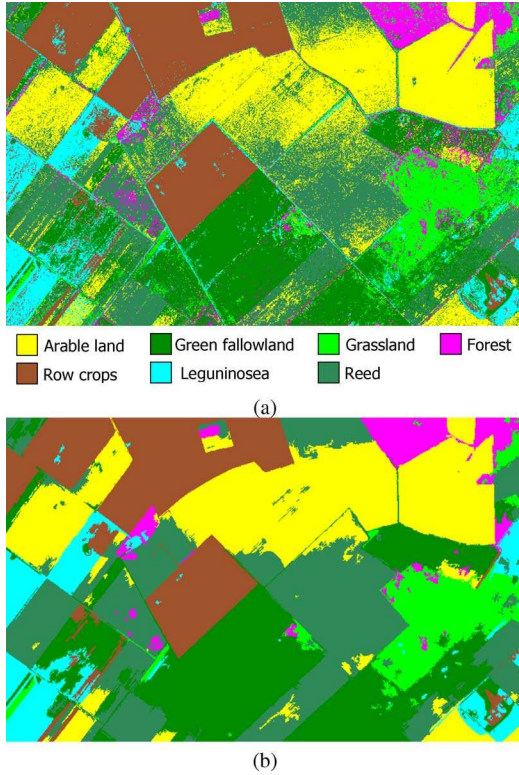 Arable land Green fallowland Grassland Forest
Row crops Leguninosea Reed
(a)
(b)